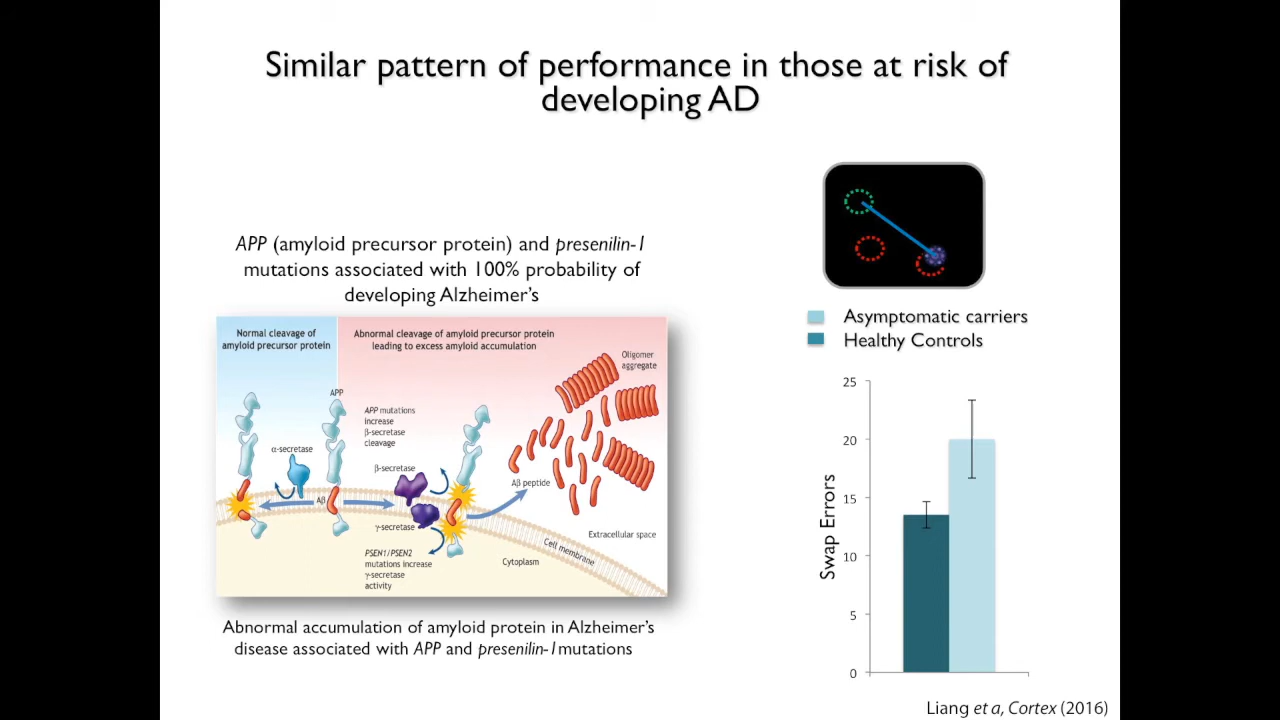 Similar pattern of performance in those at risk of
developing AD
APP (amyloid precursor protein) and presenilin-1
mutations associated with 100% probability of
developing Alzheimer's
Normal cleavage of
amyloid precursor protein
Abnormal cleavage of amyloid precursor protein
leading to excess amyloid accumulation
Oligomer
aggregate
APP
APP mutations
increase
β-secretase
cleavage
α-secretase
β-secretase
Aβ
Aβ peptide
γ-secretase
Extracellular space
Cell membrane
PSEN1/PSEN2
mutations increase
γ-secretase
activity
Cytoplasm
Abnormal accumulation of amyloid protein in Alzheimer's
disease associated with APP and presenilin-1 mutations
Asymptomatic carriers
Healthy Controls
Swap Errors
25
20
15
10
5
0
Liang et a, Cortex (2016)